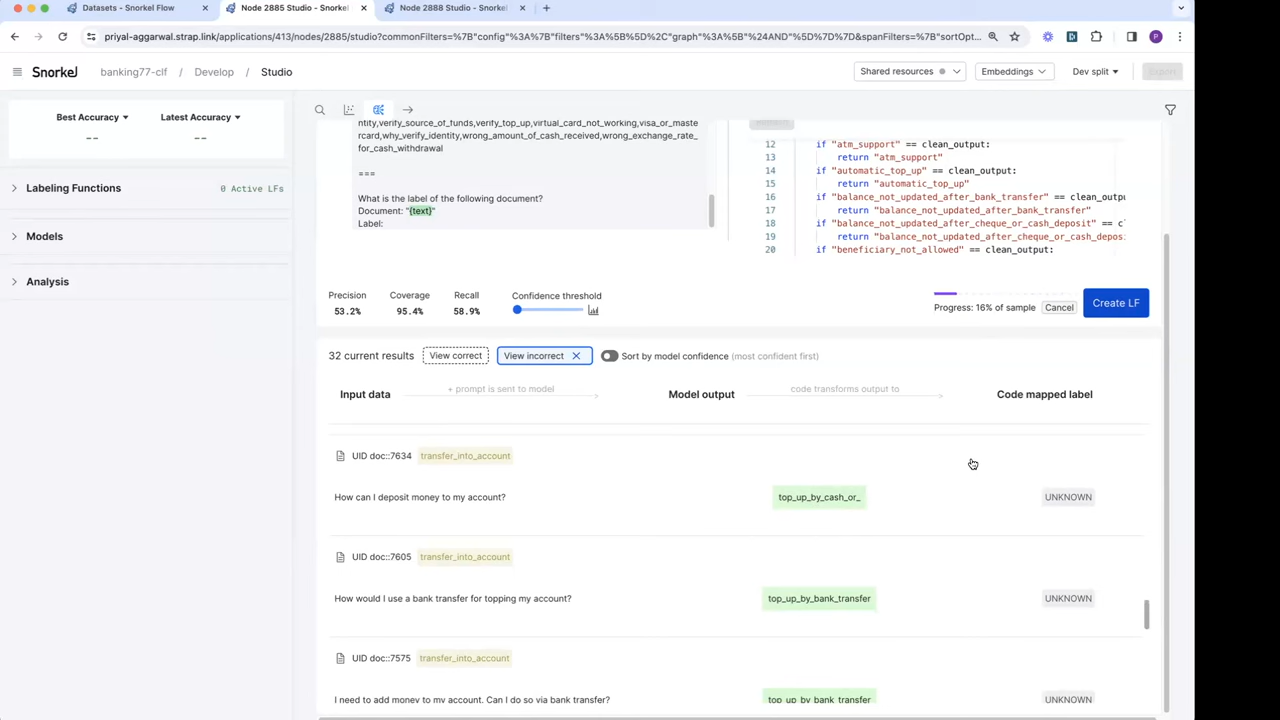 Datasets - Snorkel Flow
Node 2885 Studio - Snorkel
Node 2888 Studio - Snorkel
priyal-aggarwal.strap.link/applications/413/nodes/2885/studio?commonFilters=%7B"config"%3A%7B"filters"%3A%5B%5D%2C"graph"%3A%5B"%24AND"%5D%7D%7D&spanFilters=%7B"sortOpt...
P
Snorkel
banking77-clf / Develop / Studio
Shared resources
Embeddings
Dev split
Export
Best Accuracy
Latest Accuracy
--
--
Labeling Functions
0 Active LFs
Models
Analysis
ntity,verify_source_of_funds,verify_top_up,virtual_card_not_working,visa_or_maste
rcard,why_verify_identity,wrong_amount_of_cash_received,wrong_exchange_rate_
for_cash_withdrawal
===
What is the label of the following document?
Document: "{text}"
Label:
12 if "atm_support" == clean_output:
13 return "atm_support"
14 if "automatic_top_up" == clean_output:
15 return "automatic_top_up"
16 if "balance_not_updated_after_bank_transfer" == clean_outpu
17 return "balance_not_updated_after_bank_transfer"
18 if "balance_not_updated_after_cheque_or_cash_deposit" == cl
19 return "balance_not_updated_after_cheque_or_cash_depos
20 if "beneficiary_not_allowed" == clean_output:
Precision
Coverage
Recall
Confidence threshold
53.2%
95.4%
58.9%
Progress: 16% of sample
Cancel
Create LF
32 current results
View correct
View incorrect
Sort by model confidence (most confident first)
Input data
+ prompt is sent to model
Model output
code transforms output to
Code mapped label
UID doc::7634
transfer_into_account
How can I deposit money to my account?
top_up_by_cash_or_
UNKNOWN
UID doc::7605
transfer_into_account
How would I use a bank transfer for topping my account?
top_up_by_bank_transfer
UNKNOWN
UID doc::7575
transfer_into_account
I need to add money to my account. Can I do so via bank transfer?
top_up_by_bank_transfer
UNKNOWN